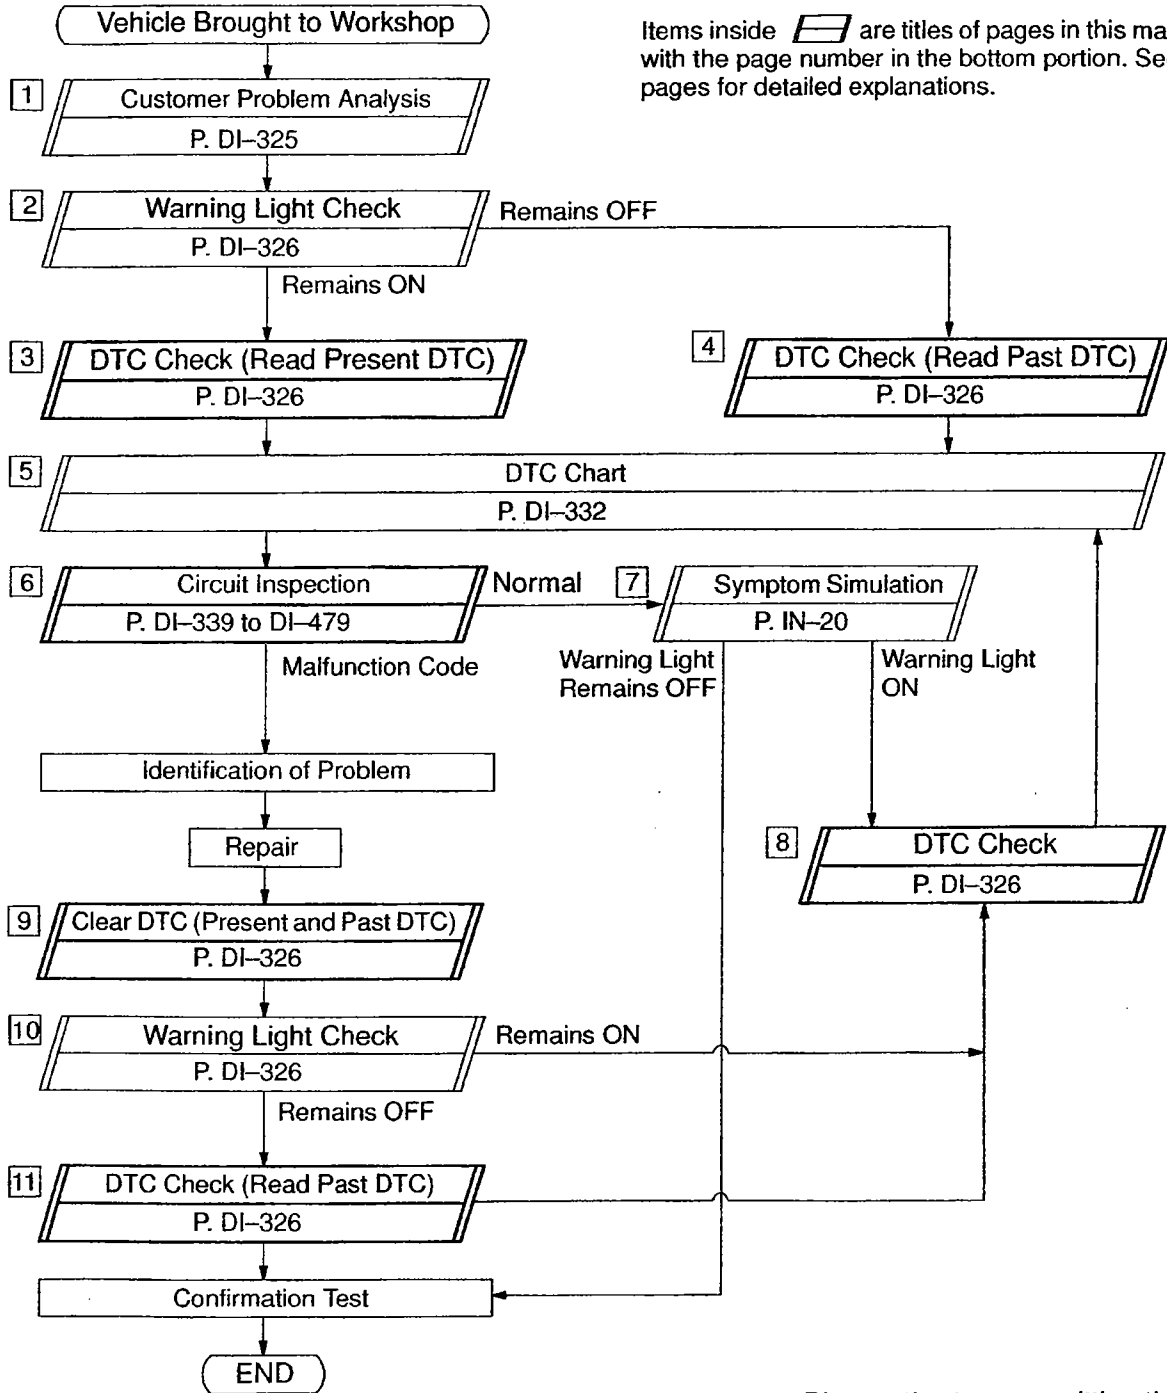 Vehicle Brought to Workshop
Items inside are titles of pages in this
with the page number in the bottom portion.
pages for detailed explanations.
1
Customer Problem Analysis
P. DI–325
2
Warning Light Check
P. DI–326
Remains OFF
Remains ON
3
DTC Check (Read Present DTC)
P. DI–326
4
DTC Check (Read Past DTC)
P. DI–326
5
DTC Chart
P. DI–332
6
Circuit Inspection
P. DI–339 to DI–479
Normal
7
Symptom Simulation
P. IN–20
Malfunction Code
Warning Light
Remains OFF
Warning Light
ON
Identification of Problem
Repair
8
DTC Check
P. DI–326
9
Clear DTC (Present and Past DTC)
P. DI–326
10
Warning Light Check
P. DI–326
Remains ON
Remains OFF
11
DTC Check (Read Past DTC)
P. DI–326
Confirmation Test
END